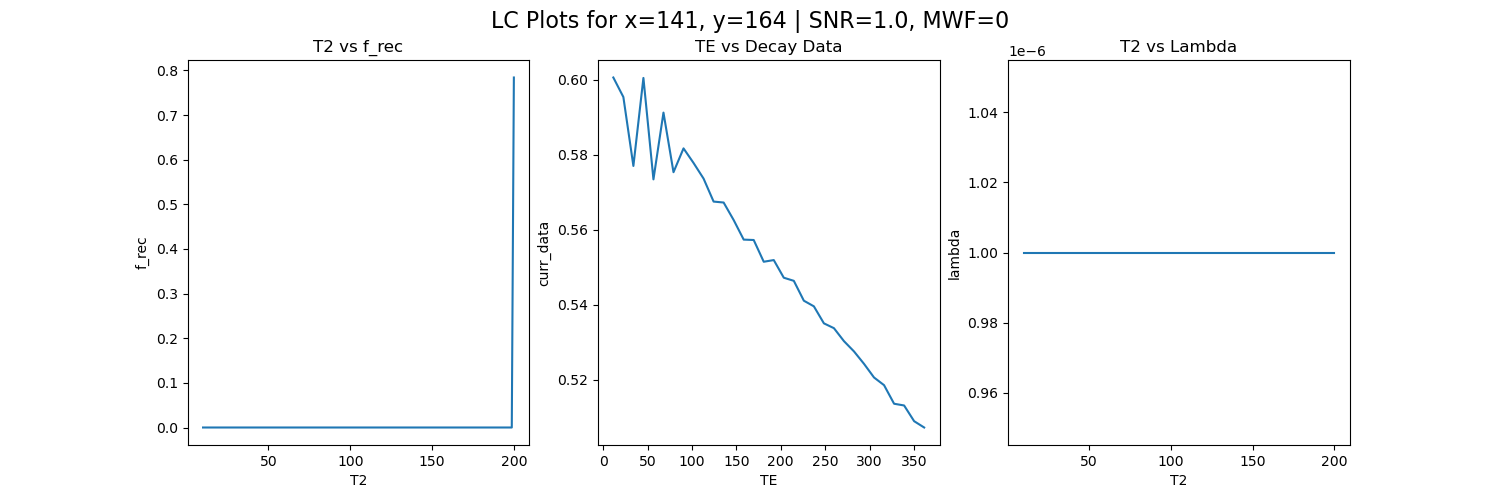 LC Plots for x=141, y=164 | SNR=1.0, MWF=0
T2 vs f_rec
0.8
0.7
0.6
0.5
0.4
0.3
0.2
0.1
0.0
f_rec
50 100 150 200
T2
TE vs Decay Data
0.60
0.58
0.56
0.54
0.52
curr_data
0 50 100 150 200 250 300 350
TE
T2 vs Lambda
1e−6
1.04
1.02
1.00
0.98
0.96
lambda
50 100 150 200
T2